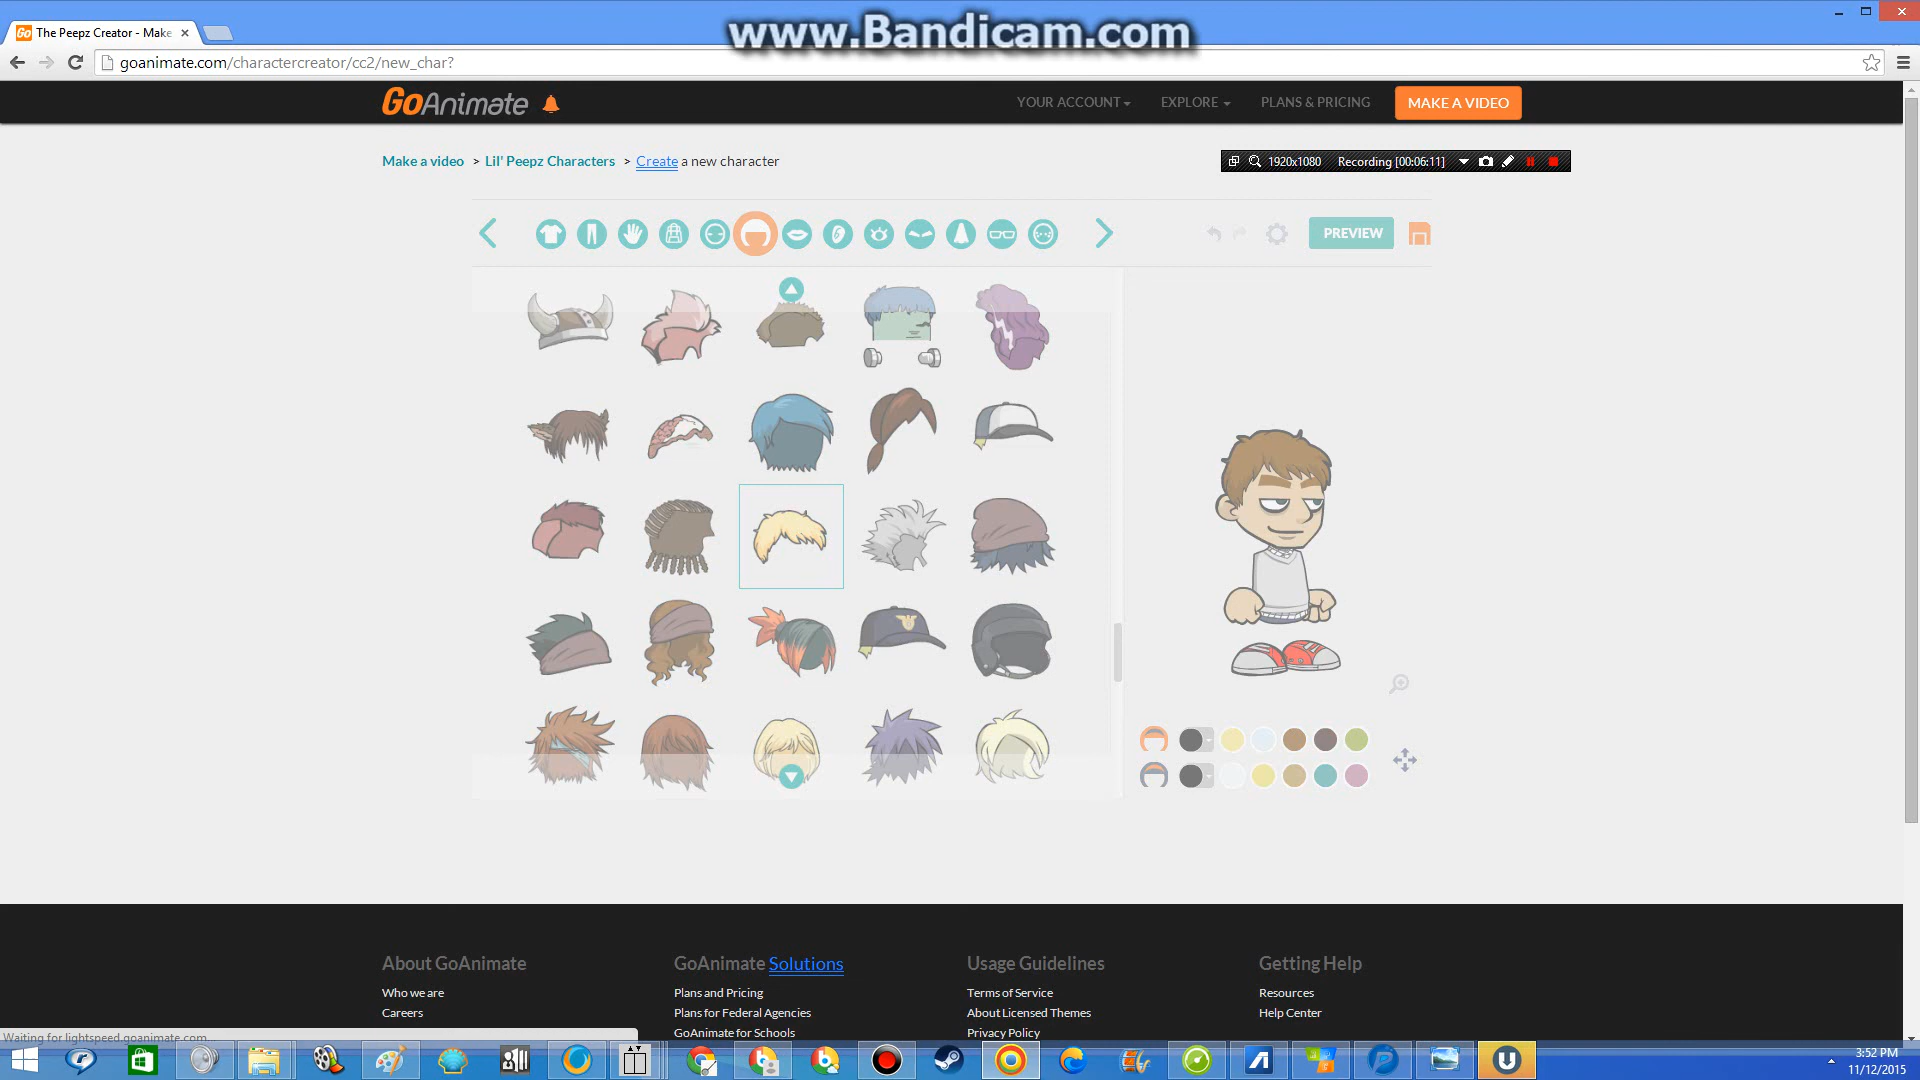 www.Bandicam.com
Go The Peepz Creator - Make
goanimate.com/charactercreator/cc2/new_char?
GoAnimate YOUR ACCOUNT EXPLORE PLANS & PRICING MAKE A VIDEO
Make a video > Lil' Peepz Characters > Create a new character
1920x1080 Recording [00:06:11]
PREVIEW
About GoAnimate
Who we are
Careers
GoAnimate Solutions
Plans and Pricing
Plans for Federal Agencies
GoAnimate for Schools
Usage Guidelines
Terms of Service
About Licensed Themes
Privacy Policy
Getting Help
Resources
Help Center
Waiting for lightspeed.goanimate.com...
3:52 PM
11/12/2015